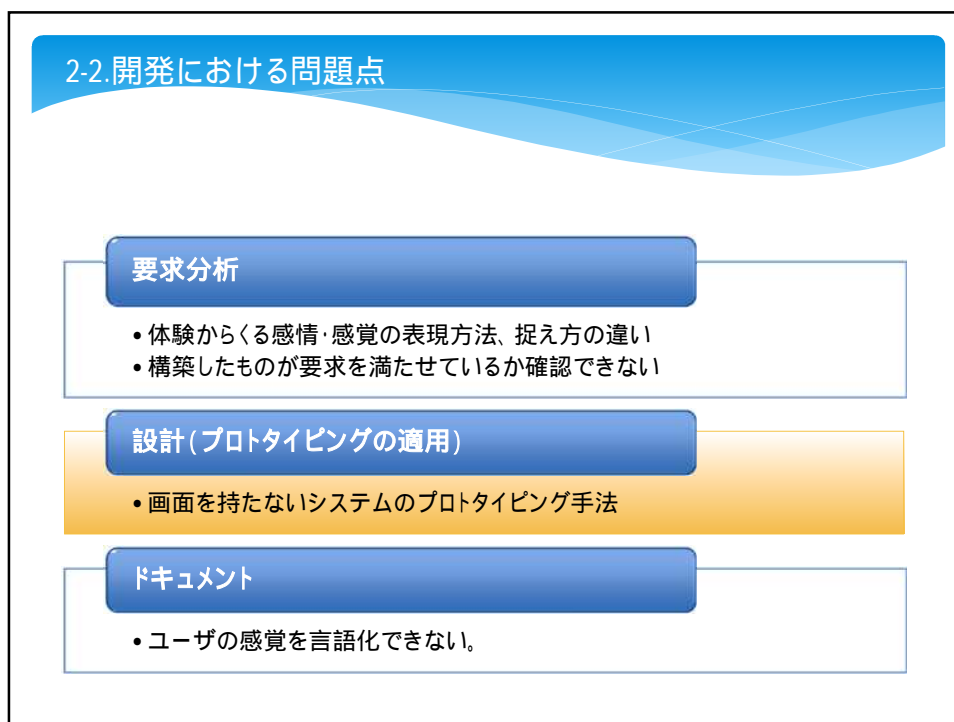 2-2.開発における問題点
要求分析
• 体験からくる感情・感覚の表現方法、捉え方の違い
• 構築したものが要求を満たせているか確認できない
設計(プロトタイピングの適用)
• 画面を持たないシステムのプロトタイピング手法
ドキュメント
• ユーザの感覚を言語化できない。